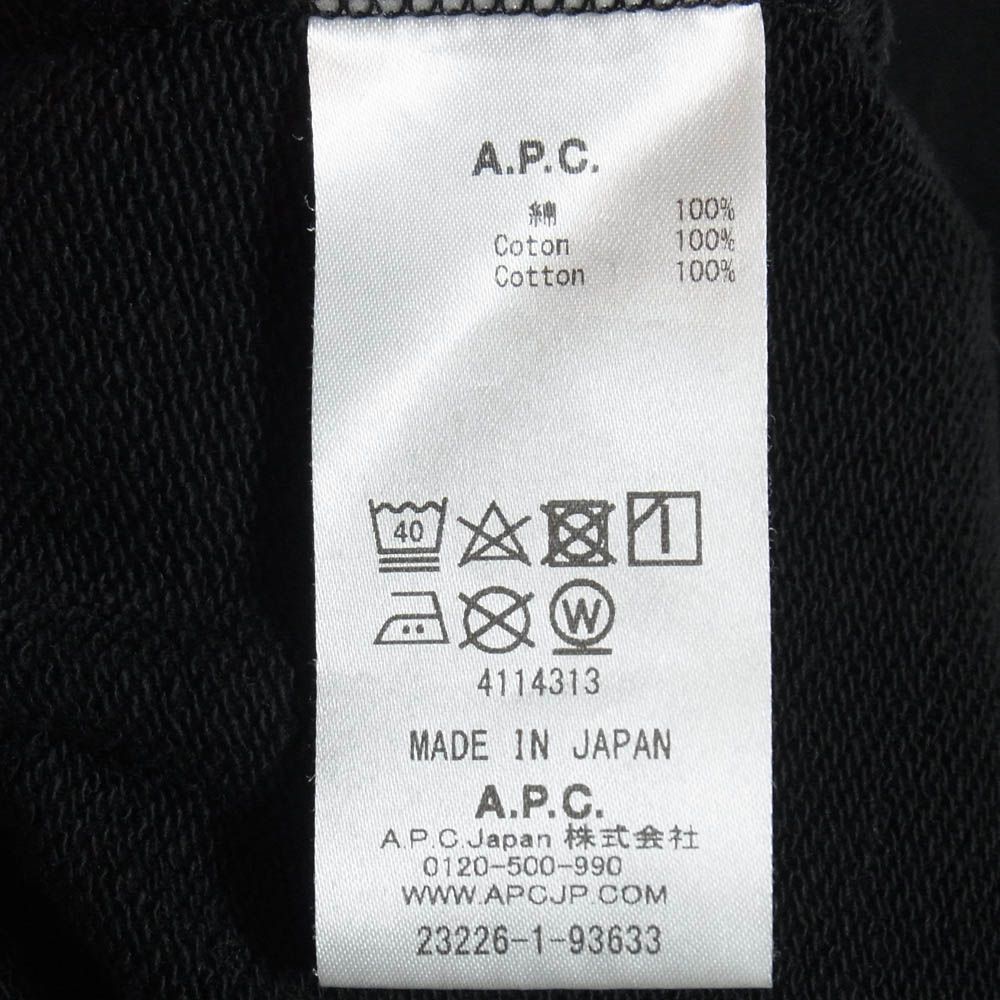 A.P.C.
綿 100%
Coton 100%
Cotton 100%
40
W
4114313
MADE IN JAPAN
A.P.C.
A.P.C.Japan 株式会社
0120-500-990
WWW.APCJP.COM
23226-1-93633